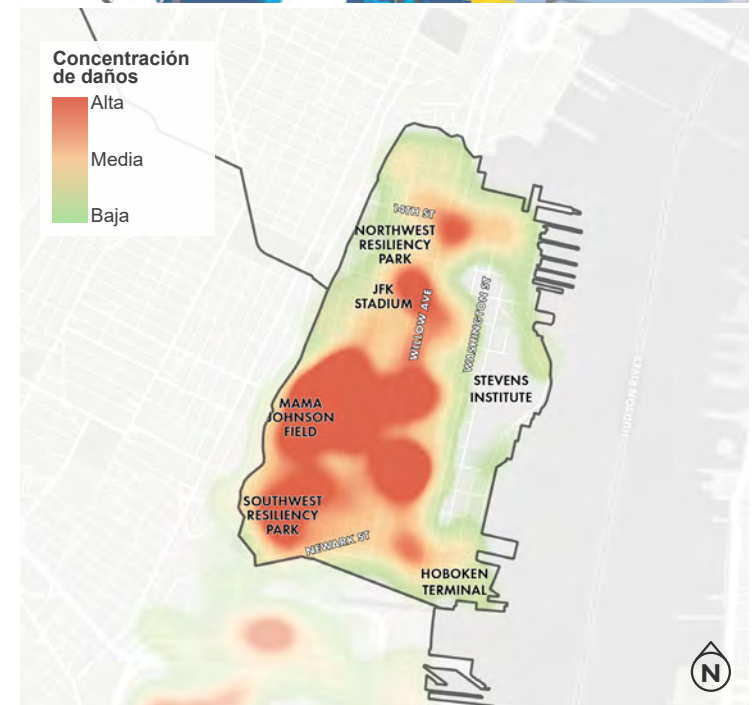 Concentración
de daños
Alta
Media
Baja
14TH ST
NORTHWEST
RESILIENCY
PARK
JFK
STADIUM
WILLOW AVE
WASHINGTON ST
STEVENS
INSTITUTE
HUDSON RIVER
MAMA
JOHNSON
FIELD
SOUTHWEST
RESILIENCY
PARK
NEWARK ST
HOBOKEN
TERMINAL
N